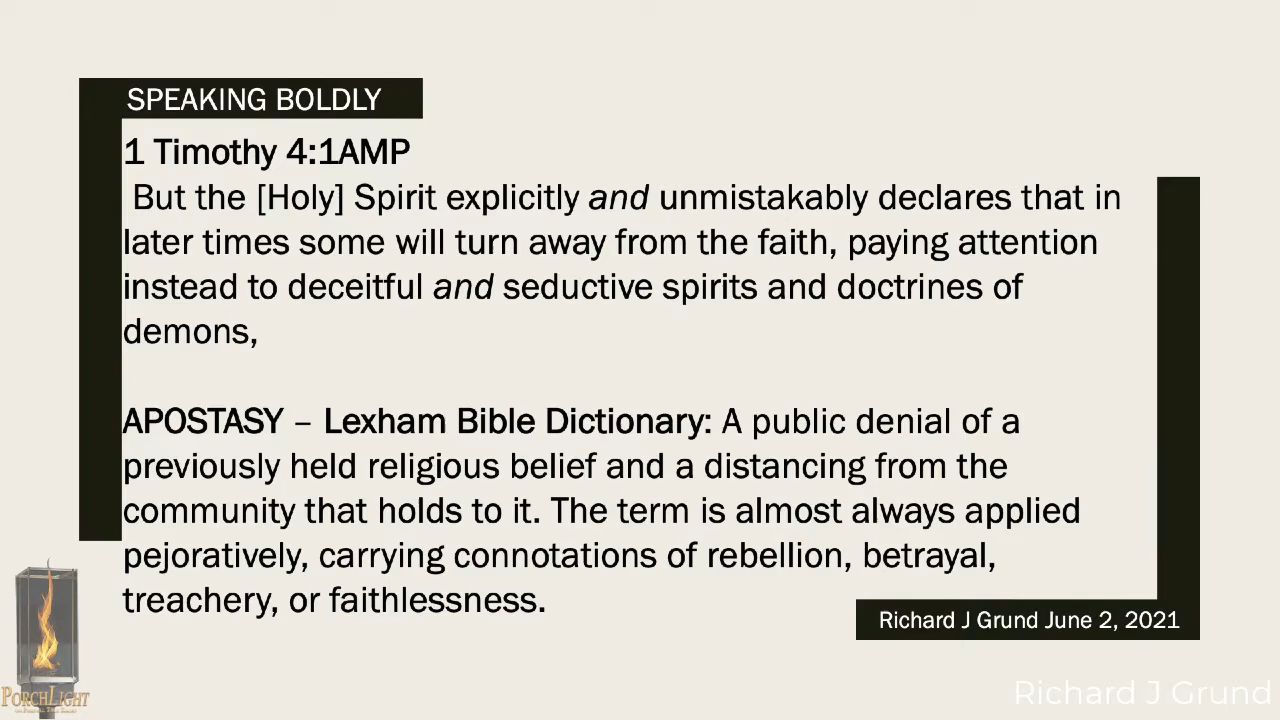 SPEAKING BOLDLY
1 Timothy 4:1AMP
But the [Holy] Spirit explicitly and unmistakably declares that in
later times some will turn away from the faith, paying attention
instead to deceitful and seductive spirits and doctrines of
demons,
APOSTASY – Lexham Bible Dictionary: A public denial of a
previously held religious belief and a distancing from the
community that holds to it. The term is almost always applied
pejoratively, carrying connotations of rebellion, betrayal,
treachery, or faithlessness.
Richard J Grund June 2, 2021
PORCHLIGHT
Richard J Grund